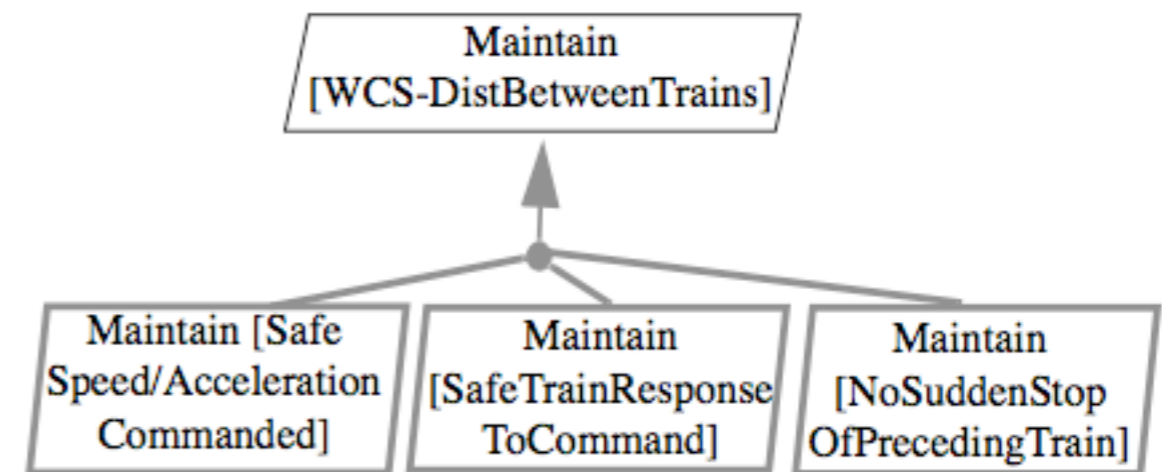 Maintain
[WCS-DistBetweenTrains]
Maintain [Safe
Speed/Acceleration
Commanded]
Maintain
[SafeTrainResponse
ToCommand]
Maintain
[NoSuddenStop
OfPrecedingTrain]